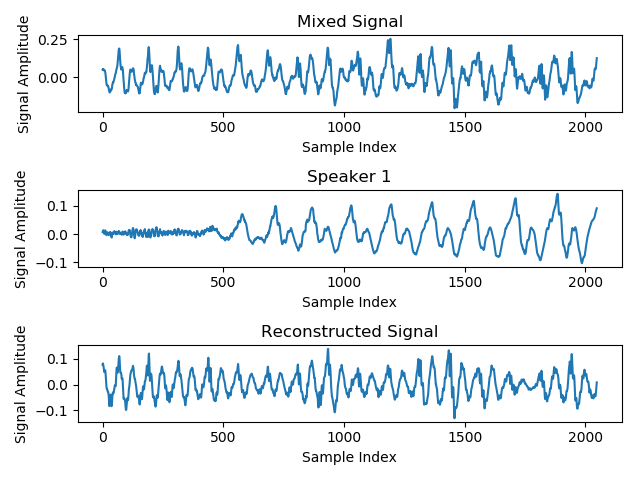 Mixed Signal
Signal Amplitude
0.25
0.00
0 500 1000 1500 2000
Sample Index
Speaker 1
Signal Amplitude
0.1
0.0
−0.1
0 500 1000 1500 2000
Sample Index
Reconstructed Signal
Signal Amplitude
0.1
0.0
−0.1
0 500 1000 1500 2000
Sample Index